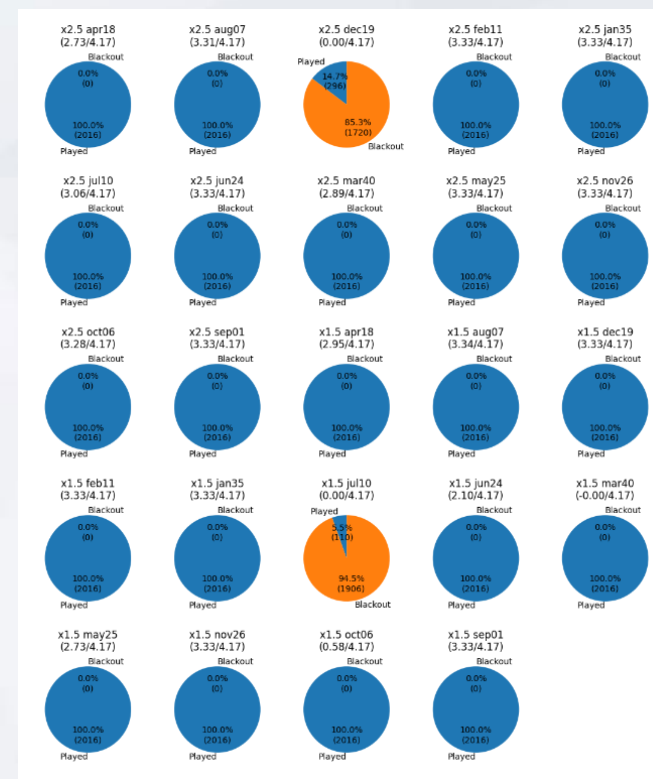 x2.5 apr18
(2.73/4.17)
Blackout
0.0%
(0)
100.0%
(2016)
Played
x2.5 aug07
(3.31/4.17)
Blackout
0.0%
(0)
100.0%
(2016)
Played
x2.5 dec19
(0.00/4.17)
Played
14.7%
(296)
85.3%
(1720)
Blackout
x2.5 feb11
(3.33/4.17)
Blackout
0.0%
(0)
100.0%
(2016)
Played
x2.5 jan35
(3.33/4.17)
Blackout
0.0%
(0)
100.0%
(2016)
Played
x2.5 jul10
(3.06/4.17)
Blackout
0.0%
(0)
100.0%
(2016)
Played
x2.5 jun24
(3.33/4.17)
Blackout
0.0%
(0)
100.0%
(2016)
Played
x2.5 mar40
(2.89/4.17)
Blackout
0.0%
(0)
100.0%
(2016)
Played
x2.5 may25
(3.33/4.17)
Blackout
0.0%
(0)
100.0%
(2016)
Played
x2.5 nov26
(3.33/4.17)
Blackout
0.0%
(0)
100.0%
(2016)
Played
x2.5 oct06
(3.28/4.17)
Blackout
0.0%
(0)
100.0%
(2016)
Played
x2.5 sep01
(3.33/4.17)
Blackout
0.0%
(0)
100.0%
(2016)
Played
x1.5 apr18
(2.95/4.17)
Blackout
0.0%
(0)
100.0%
(2016)
Played
x1.5 aug07
(3.34/4.17)
Blackout
0.0%
(0)
100.0%
(2016)
Played
x1.5 dec19
(3.33/4.17)
Blackout
0.0%
(0)
100.0%
(2016)
Played
x1.5 feb11
(3.33/4.17)
Blackout
0.0%
(0)
100.0%
(2016)
Played
x1.5 jan35
(3.33/4.17)
Blackout
0.0%
(0)
100.0%
(2016)
Played
x1.5 jul10
(0.00/4.17)
Played
5.5%
(110)
94.5%
(1906)
Blackout
x1.5 jun24
(2.10/4.17)
Blackout
0.0%
(0)
100.0%
(2016)
Played
x1.5 mar40
(-0.00/4.17)
Blackout
0.0%
(0)
100.0%
(2016)
Played
x1.5 may25
(2.73/4.17)
Blackout
0.0%
(0)
100.0%
(2016)
Played
x1.5 nov26
(3.33/4.17)
Blackout
0.0%
(0)
100.0%
(2016)
Played
x1.5 oct06
(0.58/4.17)
Blackout
0.0%
(0)
100.0%
(2016)
Played
x1.5 sep01
(3.33/4.17)
Blackout
0.0%
(0)
100.0%
(2016)
Played